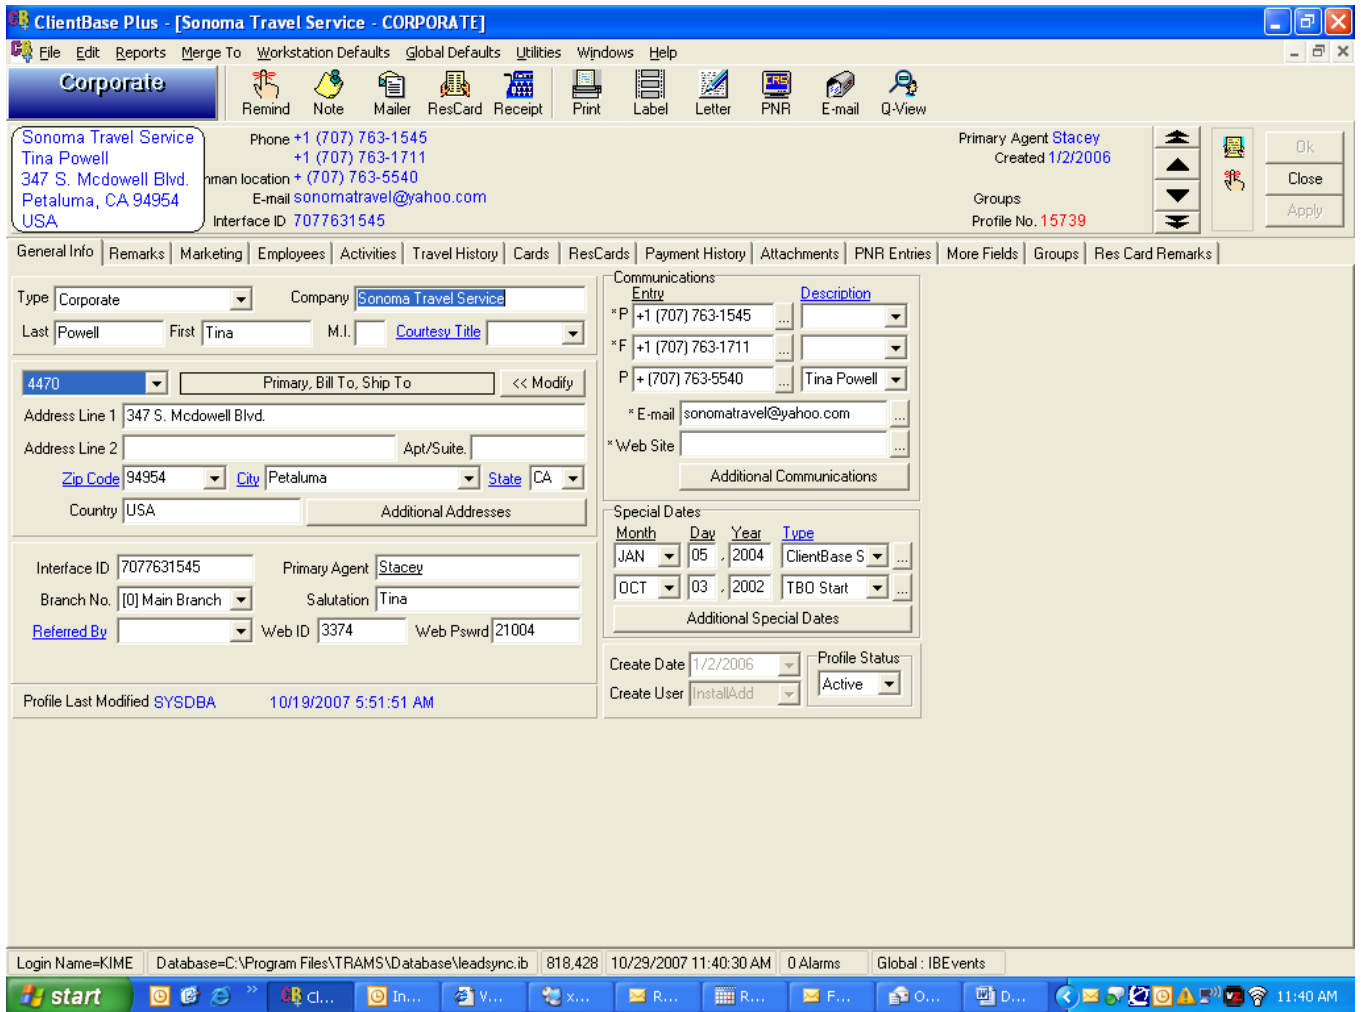 ClientBase Plus - [Sonoma Travel Service - CORPORATE]
File Edit Reports Merge To Workstation Defaults Global Defaults Utilities Windows Help
Corporate
Remind Note Mailer ResCard Receipt Print Label Letter PNR E-mail Q-View
Sonoma Travel Service
Tina Powell
347 S. Mcdowell Blvd.
Petaluma, CA 94954
USA
Phone +1 (707) 763-1545
+1 (707) 763-1711
nman location + (707) 763-5540
E-mail sonomatravel@yahoo.com
Interface ID 7077631545
Primary Agent Stacey
Created 1/2/2006
Groups
Profile No. 15739
Ok
Close
Apply
General Info Remarks Marketing Employees Activities Travel History Cards ResCards Payment History Attachments PNR Entries More Fields Groups Res Card Remarks
Type Corporate Company Sonoma Travel Service
Last Powell First Tina M.I. Courtesy Title
4470 Primary, Bill To, Ship To << Modify
Address Line 1 347 S. Mcdowell Blvd.
Address Line 2 Apt/Suite.
Zip Code 94954 City Petaluma State CA
Country USA Additional Addresses
Interface ID 7077631545 Primary Agent Stacey
Branch No. [0] Main Branch Salutation Tina
Referred By Web ID 3374 Web Pswrd 21004
Profile Last Modified SYSDBA 10/19/2007 5:51:51 AM
Communications
Entry Description
*P +1 (707) 763-1545 ...
*F +1 (707) 763-1711 ...
P + (707) 763-5540 ... Tina Powell
* E-mail sonomatravel@yahoo.com ...
* Web Site ...
Additional Communications
Special Dates
Month Day Year Type
JAN 05 , 2004 ClientBase S ...
OCT 03 , 2002 TBO Start ...
Additional Special Dates
Create Date 1/2/2006
Create User InstallAdd
Profile Status
Active
Login Name=KIME Database=C:\Program Files\TRAMS\Database\leadsync.ib 818,428 10/29/2007 11:40:30 AM 0 Alarms Global : IBEvents
start Cl... In... V... x... R... R... F... O... D... 11:40 AM